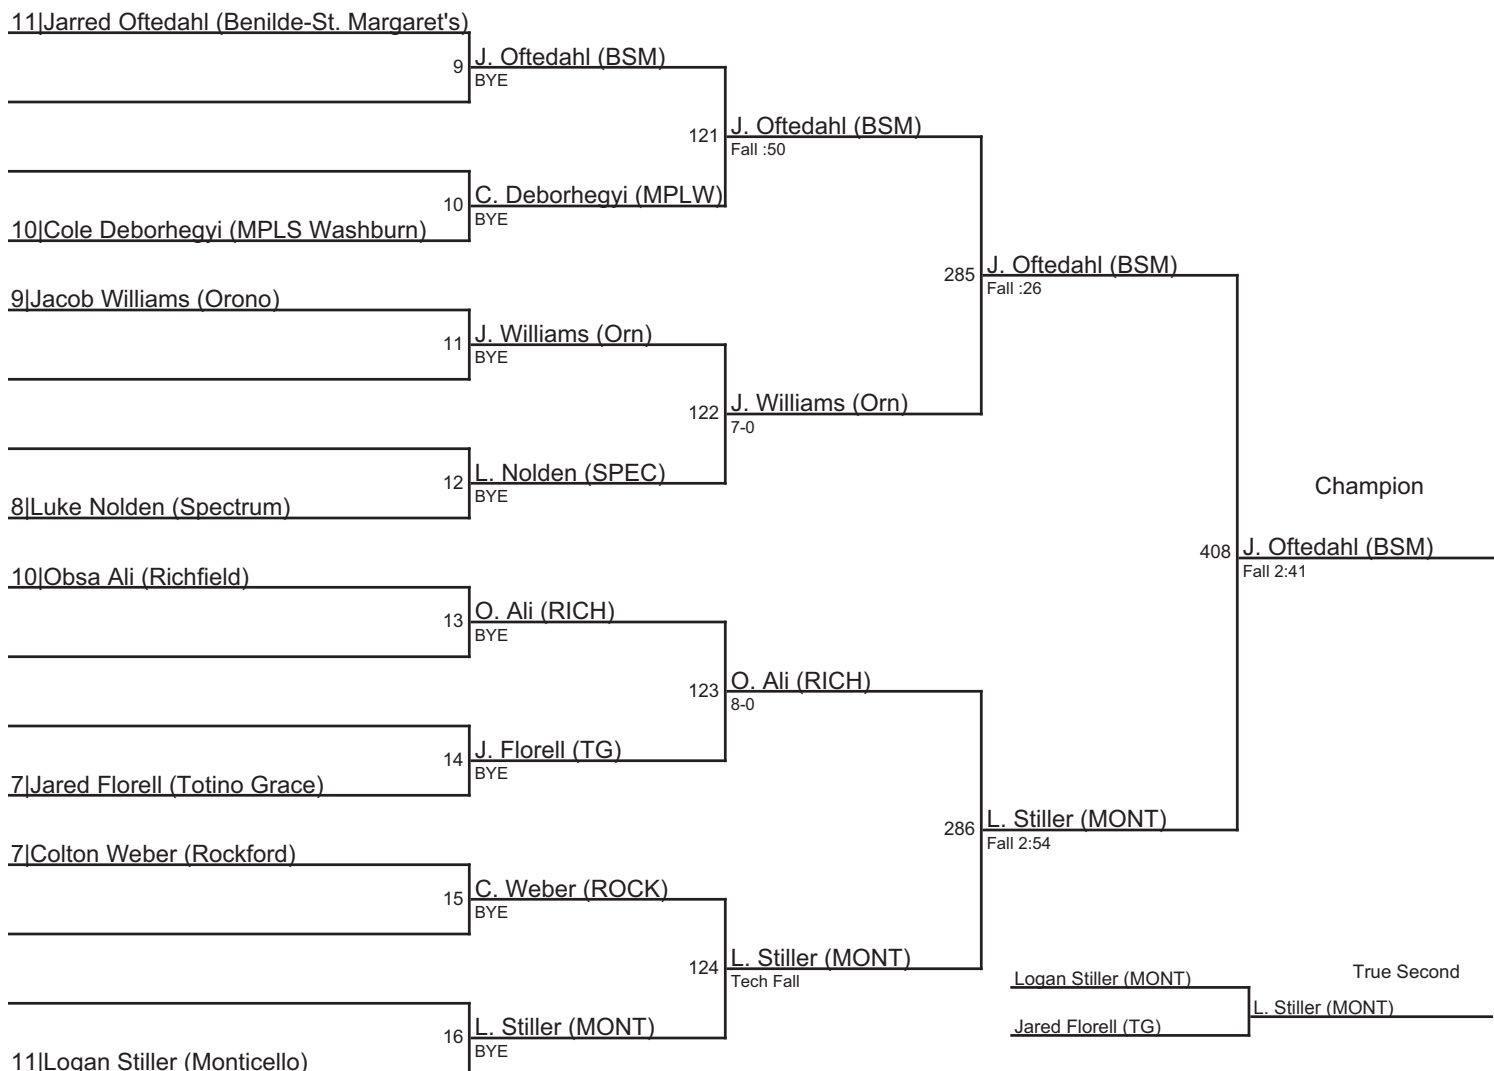 11|Jarred Oftedahl (Benilde-St. Margaret's)
9 J. Oftedahl (BSM)
BYE
121 J. Oftedahl (BSM)
Fall :50
10 C. Deborhegyi (MPLW)
BYE
10|Cole Deborhegyi (MPLS Washburn)
285 J. Oftedahl (BSM)
Fall :26
9|Jacob Williams (Orono)
11 J. Williams (Orn)
BYE
122 J. Williams (Orn)
7-0
12 L. Nolden (SPEC)
BYE
8|Luke Nolden (Spectrum)
Champion
408 J. Oftedahl (BSM)
Fall 2:41
10|Obsa Ali (Richfield)
13 O. Ali (RICH)
BYE
123 O. Ali (RICH)
8-0
14 J. Florell (TG)
BYE
7|Jared Florell (Totino Grace)
286 L. Stiller (MONT)
Fall 2:54
7|Colton Weber (Rockford)
15 C. Weber (ROCK)
BYE
124 L. Stiller (MONT)
Tech Fall
16 L. Stiller (MONT)
BYE
11|Logan Stiller (Monticello)
True Second
Logan Stiller (MONT)
L. Stiller (MONT)
Jared Florell (TG)